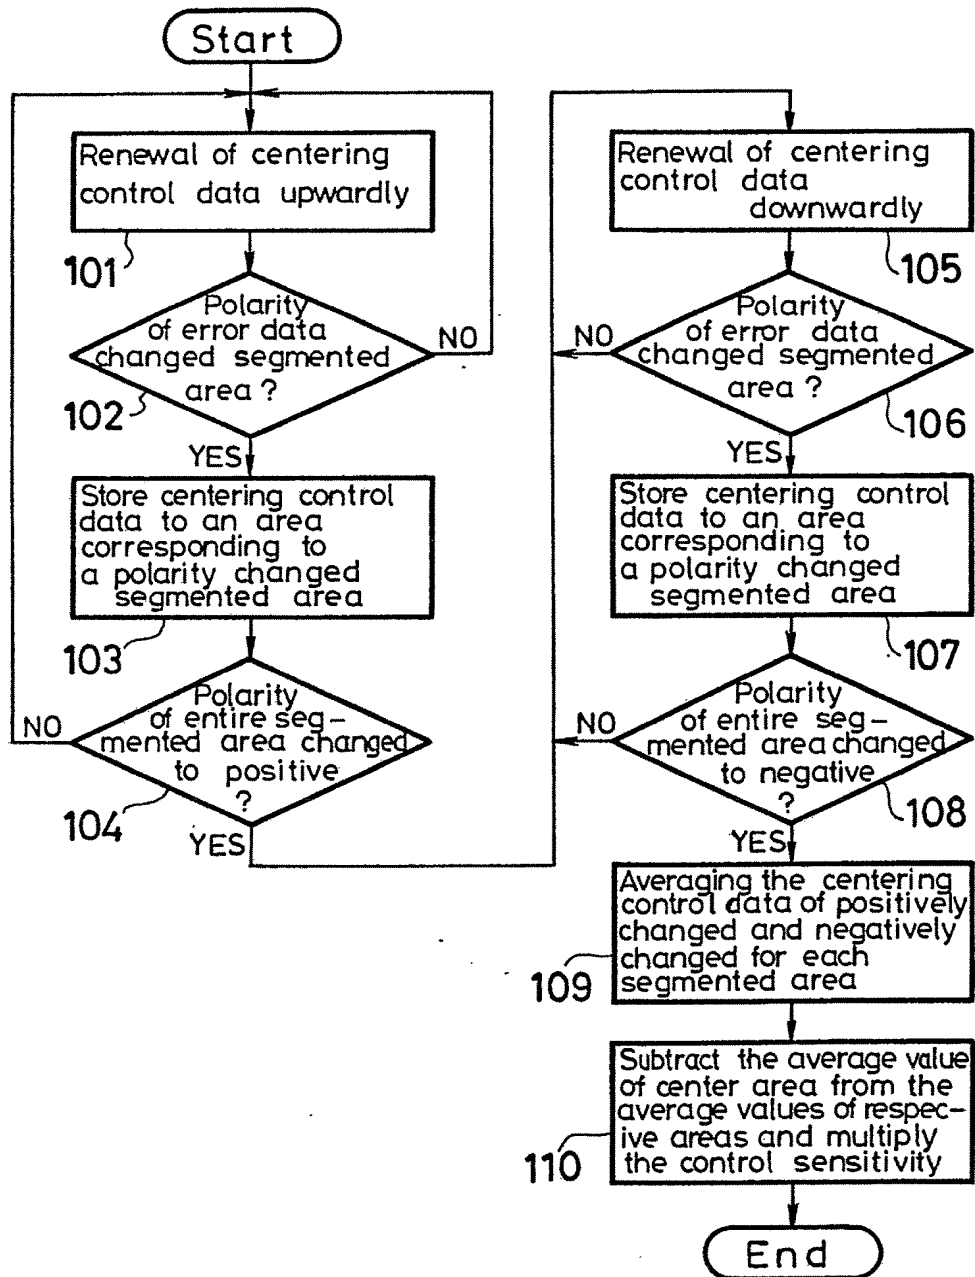 Start
Renewal of centering
control data upwardly
101
Polarity
of error data
changed segmented
area ?
NO
102
YES
Store centering control
data to an area
corresponding to
a polarity changed
segmented area
103
Polarity
of entire seg-
mented area changed
to positive
?
NO
104
YES
Renewal of centering
control data
downwardly
105
Polarity
of error data
changed segmented
area ?
NO
106
YES
Store centering control
data to an area
corresponding to
a polarity changed
segmented area
107
Polarity
of entire seg-
mented area changed
to negative
?
NO
108
YES
Averaging the centering
control data of positively
changed and negatively
changed for each
segmented area
109
Subtract the average value
of center area from the
average values of respec-
ive areas and multiply
the control sensitivity
110
End